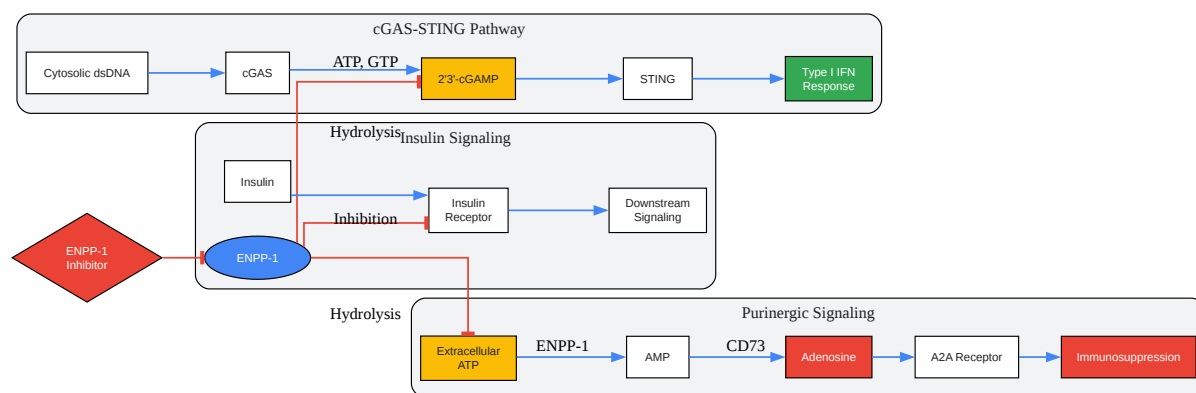 cGAS-STING Pathway
Cytosolic dsDNA
cGAS
ATP, GTP
2'3'-cGAMP
STING
Type I IFN
Response
Hydrolysis
Insulin Signaling
Insulin
Insulin
Receptor
Downstream
Signaling
Inhibition
ENPP-1
Inhibitor
ENPP-1
Hydrolysis
Purinergic Signaling
Extracellular
ATP
ENPP-1
AMP
CD73
Adenosine
A2A Receptor
Immunosuppression